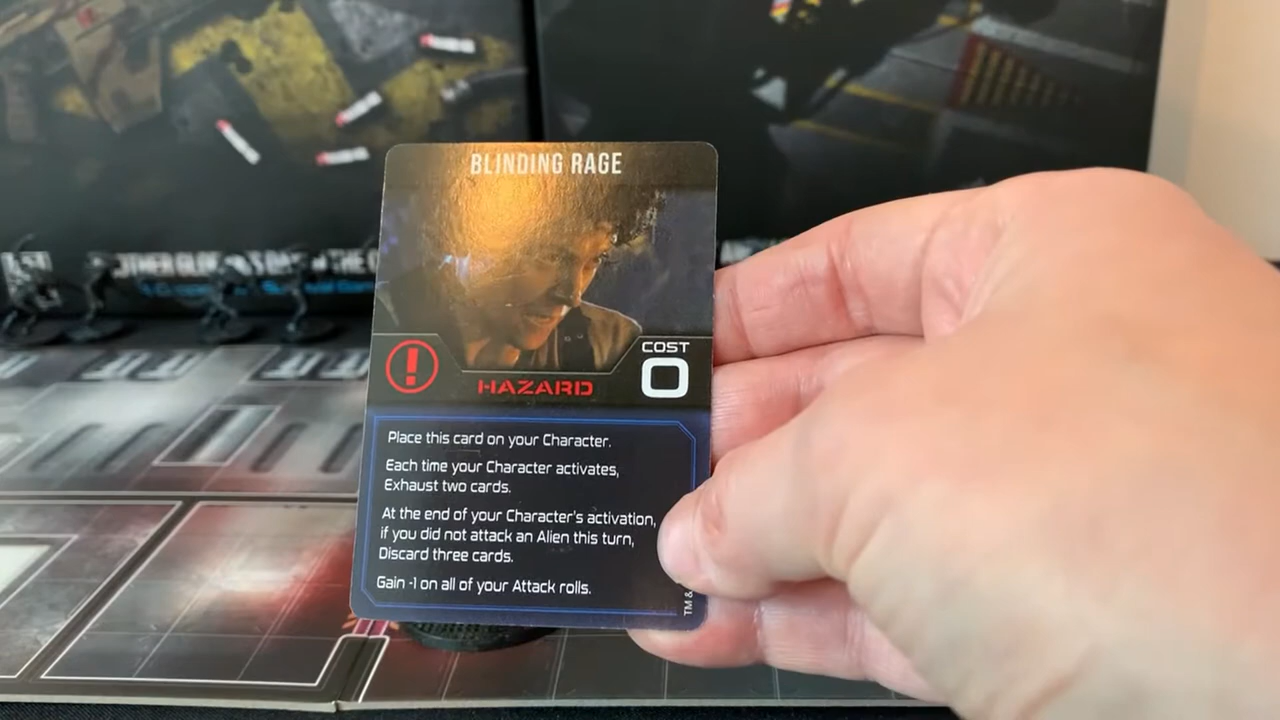 BLINDING RAGE
COST
0
HAZARD
Place this card on your Character.
Each time your Character activates,
Exhaust two cards.
At the end of your Character's activation,
if you did not attack an Alien this turn,
Discard three cards.
Gain -1 on all of your Attack rolls.
TM &